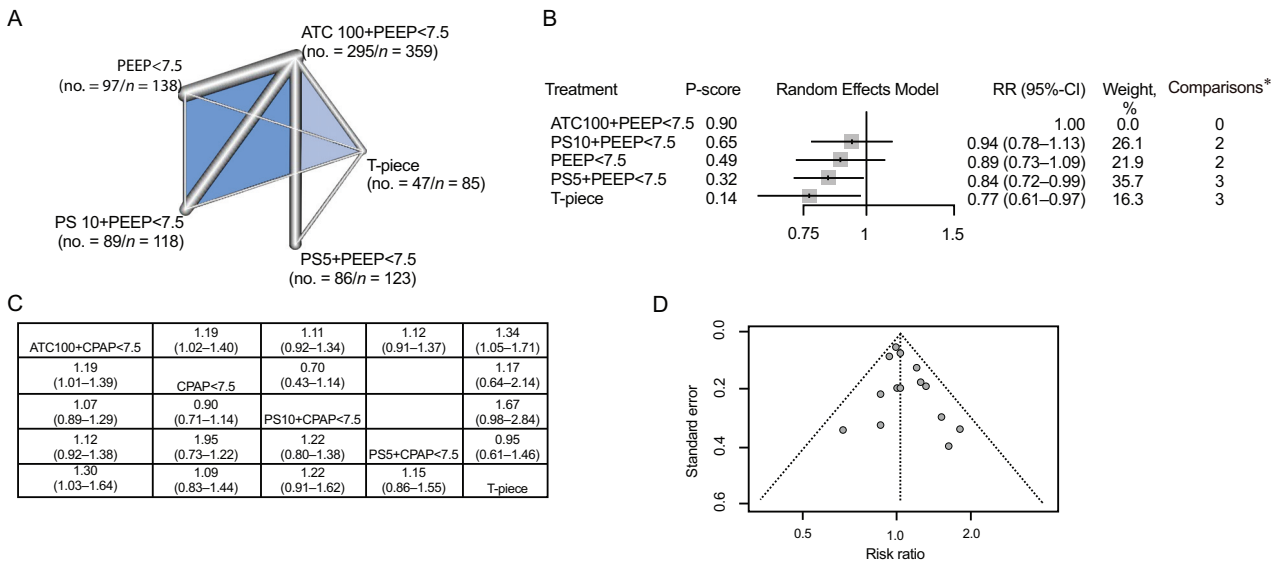 A
ATC 100+PEEP<7.5
(no. = 295/n = 359)
PEEP<7.5
(no. = 97/n = 138)
T-piece
(no. = 47/n = 85)
PS 10+PEEP<7.5
(no. = 89/n = 118)
PS5+PEEP<7.5
(no. = 86/n = 123)
B
Treatment P-score Random Effects Model RR (95%-CI) Weight, % Comparisons*
ATC100+PEEP<7.5 0.90 1.00 0.0 0
PS10+PEEP<7.5 0.65 0.94 (0.78–1.13) 26.1 2
PEEP<7.5 0.49 0.89 (0.73–1.09) 21.9 2
PS5+PEEP<7.5 0.32 0.84 (0.72–0.99) 35.7 3
T-piece 0.14 0.77 (0.61–0.97) 16.3 3
0.75 1 1.5
C
ATC100+CPAP<7.5 1.19 (1.02–1.40) 1.11 (0.92–1.34) 1.12 (0.91–1.37) 1.34 (1.05–1.71)
1.19 (1.01–1.39) CPAP<7.5 0.70 (0.43–1.14) 1.17 (0.64–2.14)
1.07 (0.89–1.29) 0.90 (0.71–1.14) PS10+CPAP<7.5 1.67 (0.98–2.84)
1.12 (0.92–1.38) 1.95 (0.73–1.22) 1.22 (0.80–1.38) PS5+CPAP<7.5 0.95 (0.61–1.46)
1.30 (1.03–1.64) 1.09 (0.83–1.44) 1.22 (0.91–1.62) 1.15 (0.86–1.55) T-piece
D
Standard error
0.0
0.2
0.4
0.6
0.5 1.0 2.0
Risk ratio